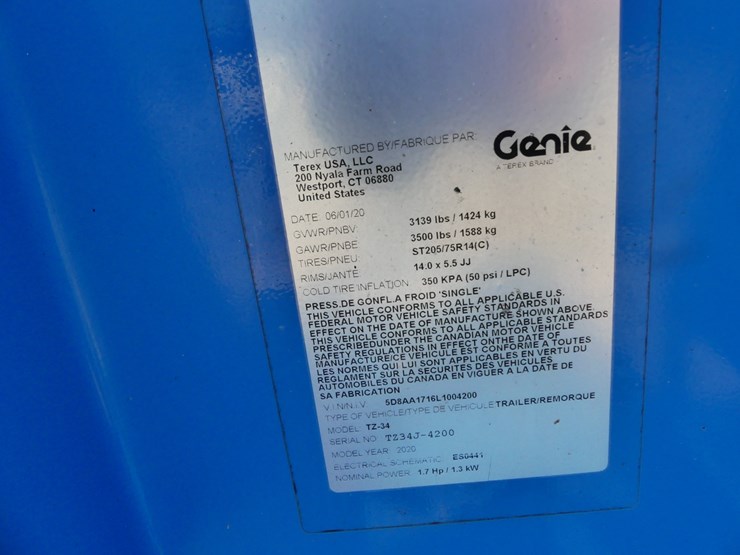 Genie
A TEREX BRAND
MANUFACTURED BY/FABRIQUE PAR:
Terex USA, LLC
200 Nyala Farm Road
Westport, CT 06880
United States
DATE: 06/01/20
GVWR/PNBV: 3139 lbs / 1424 kg
GAWR/PNBE 3500 lbs / 1588 kg
TIRES/PNEU: ST205/75R14(C)
RIMS/JANTE 14.0 x 5.5 JJ
COLD TIRE INFLATION 350 KPA (50 psi / LPC)
PRESS.DE GONFL.A FROID 'SINGLE'
THIS VEHICLE CONFORMS TO ALL APPLICABLE U.S.
FEDERAL MOTOR VEHICLE SAFETY STANDARDS IN
EFFECT ON THE DATE OF MANUFACTURE SHOWN ABOVE
THIS VEHICLE CONFORMS TO ALL APPLICABLE STANDARDS
PRESCRIBEDUNDER THE CANADIAN MOTOR VEHICLE
SAFETY REGULATIONS IN EFFECT ONTHE DATE OF
MANUFACTURE/CE VEHICULE EST CONFORME A TOUTES
LES NORMES QUI LUI SONT APPLICABLES EN VERTU DU
REGLAMENT SUR LA SECURITES DES VEHICULES
AUTOMOBILES DU CANADA EN VIGUER A LA DATE DE
SA FABRICATION
V.I.N/N.I.V. 5D8AA1716L1004200
TYPE OF VEHICLE/TYPE DE VEHICULE TRAILER/REMORQUE
MODEL: TZ-34
SERIAL NO TZ34J-4200
MODEL YEAR 2020
ELECTRICAL SCHEMATIC ES0441
NOMINAL POWER 1.7 Hp / 1.3 kW